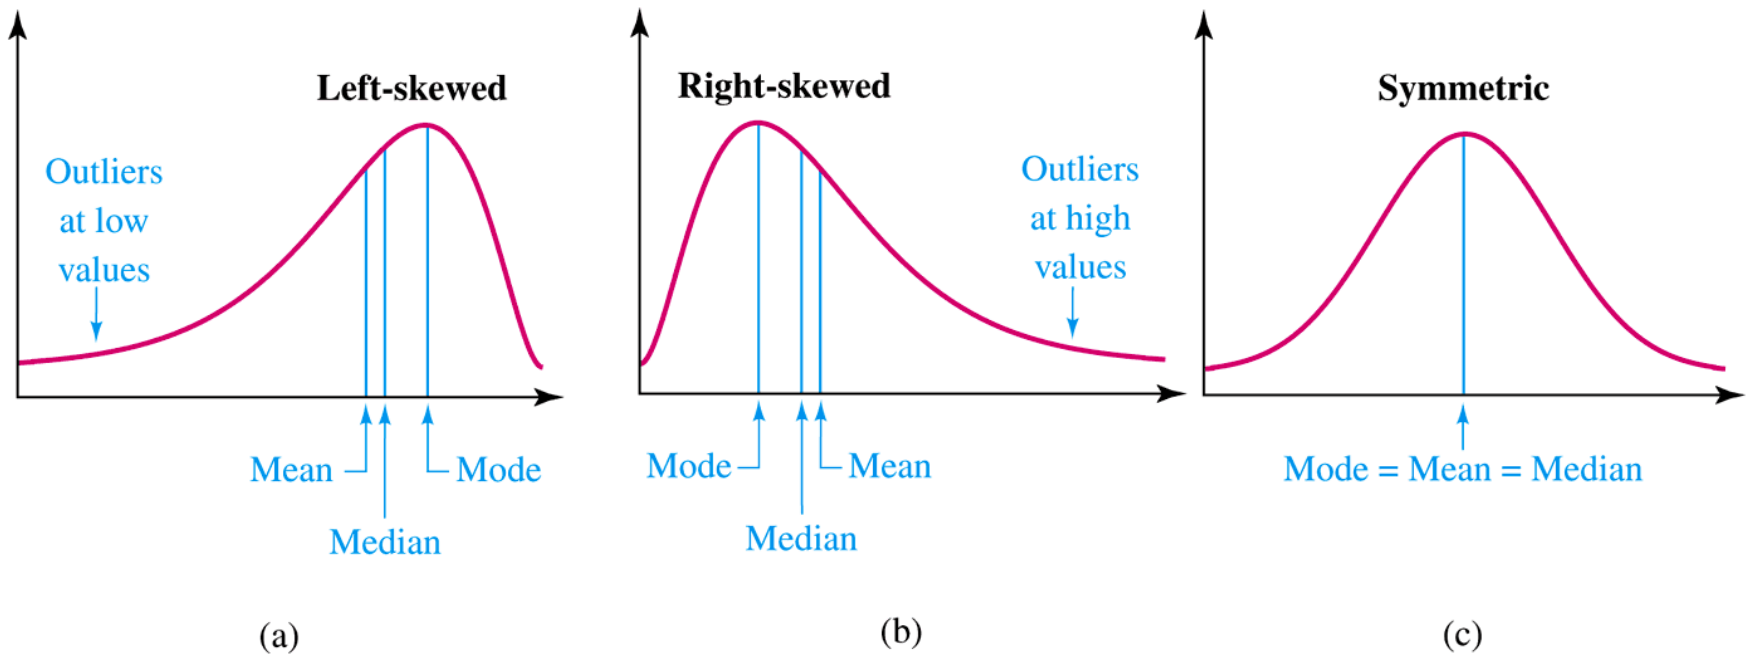 Left-skewed
Outliers
at low
values
Mean
Mode
Median
(a)
Right-skewed
Outliers
at high
values
Mode
Mean
Median
(b)
Symmetric
Mode = Mean = Median
(c)